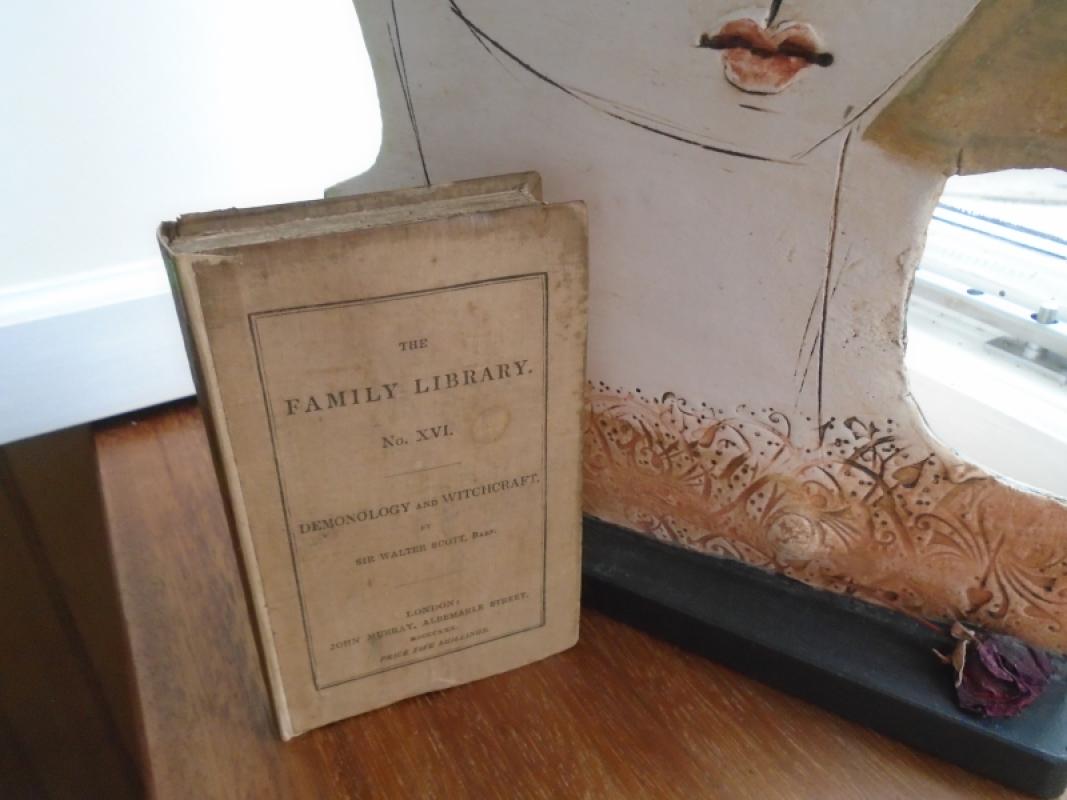 THE
FAMILY LIBRARY.
No. XVI.
DEMONOLOGY AND WITCHCRAFT.
BY
SIR WALTER SCOTT, BART.
LONDON:
JOHN MURRAY, ALBEMARLE STREET.
MDCCCXXX.
PRICE FIVE SHILLINGS.